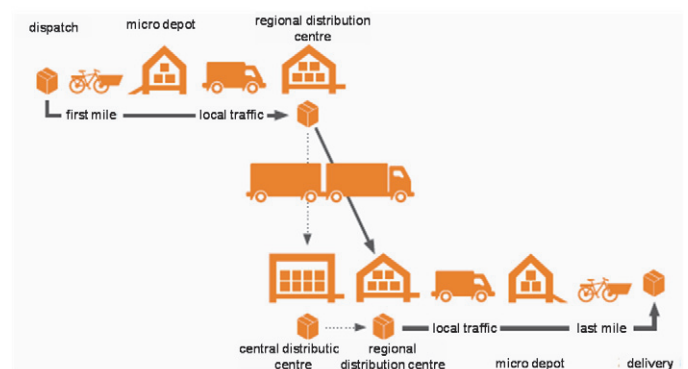 dispatch
micro depot
regional distribution
centre
first mile
local traffic
local traffic
last mile
central distributic
centre
regional
distribution centre
micro depot
delivery